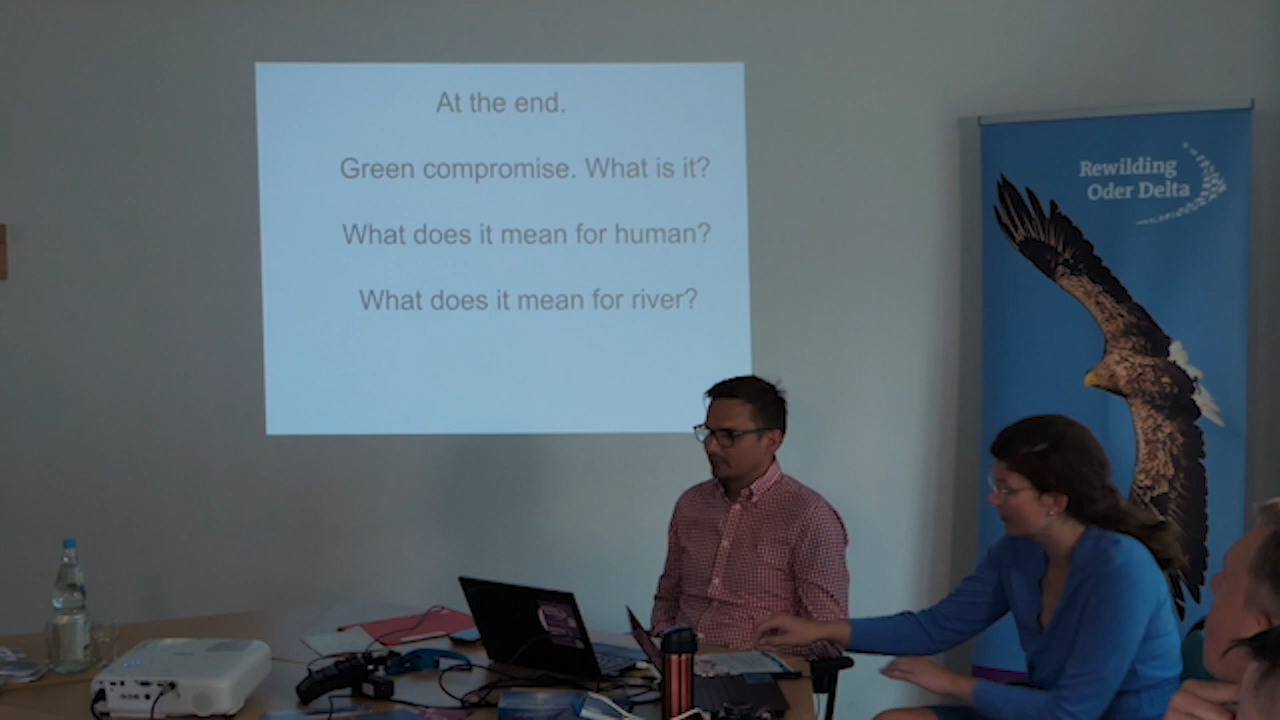 At the end.
Green compromise. What is it?
What does it mean for human?
What does it mean for river?
Rewilding
Oder Delta